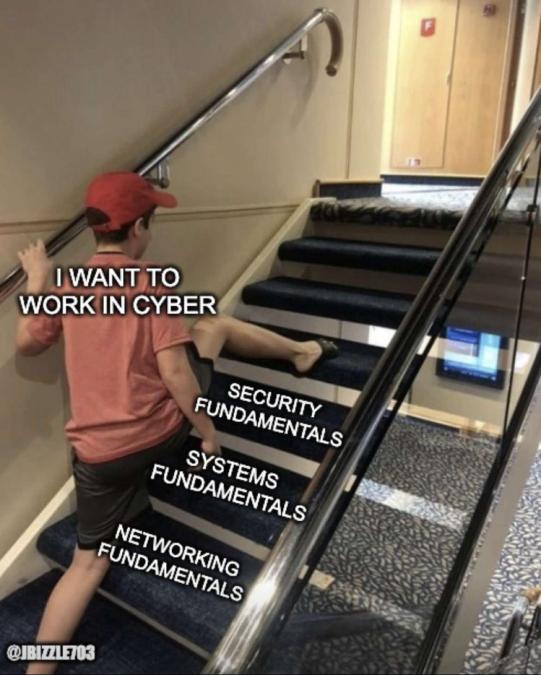 I WANT TO
WORK IN CYBER
SECURITY
FUNDAMENTALS
SYSTEMS
FUNDAMENTALS
NETWORKING
FUNDAMENTALS
@JBIZZLE703